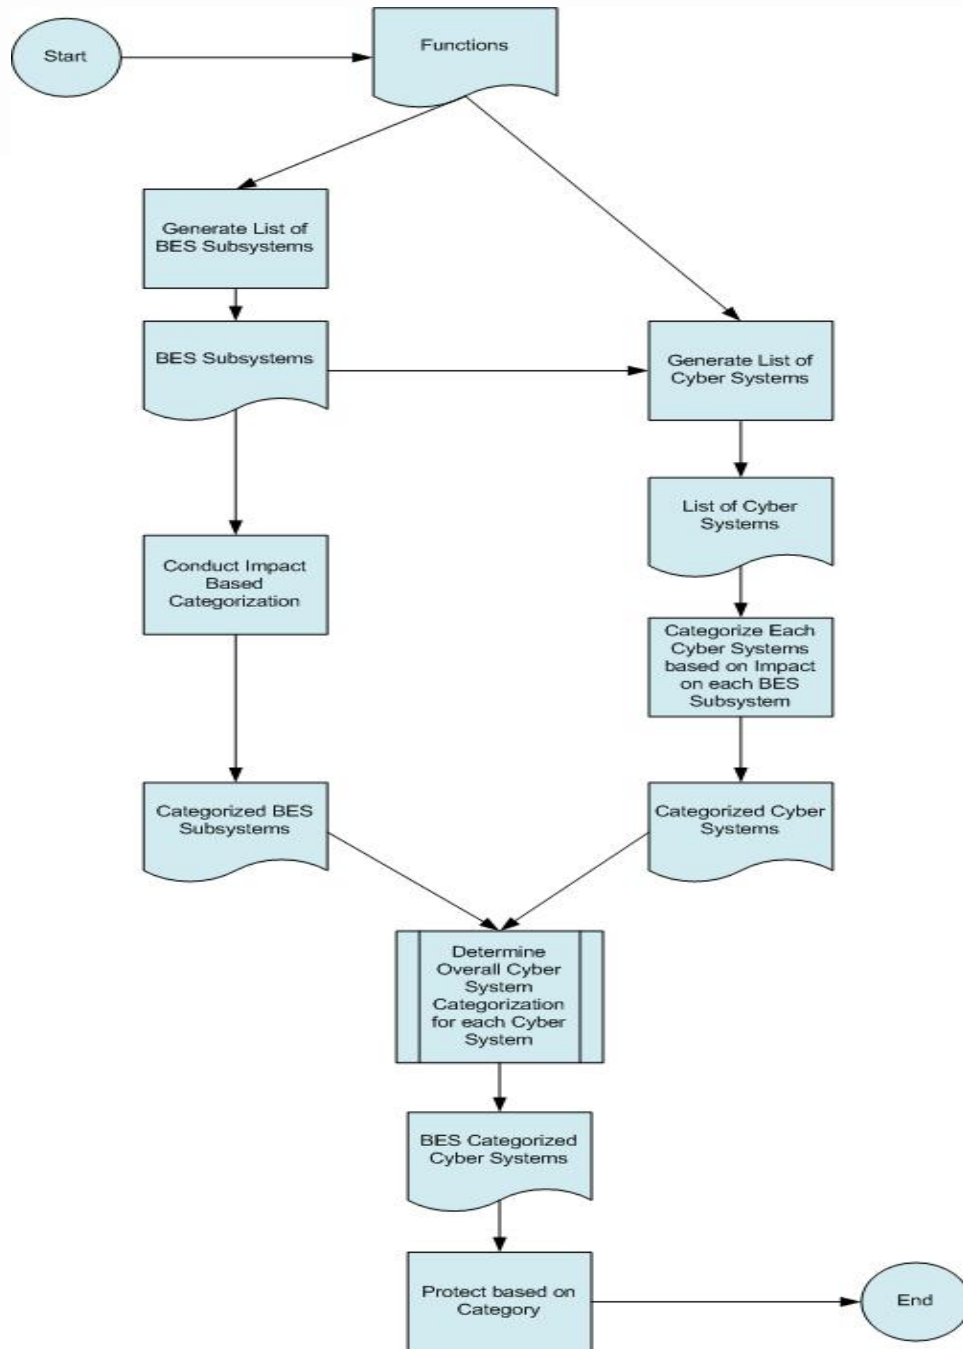 Start
Functions
Generate List of
BES Subsystems
BES Subsystems
Generate List of
Cyber Systems
List of Cyber
Systems
Conduct Impact
Based
Categorization
Categorize Each
Cyber Systems
based on Impact
on each BES
Subsystem
Categorized BES
Subsystems
Categorized Cyber
Systems
Determine
Overall Cyber
System
Categorization
for each Cyber
System
BES Categorized
Cyber Systems
Protect based on
Category
End